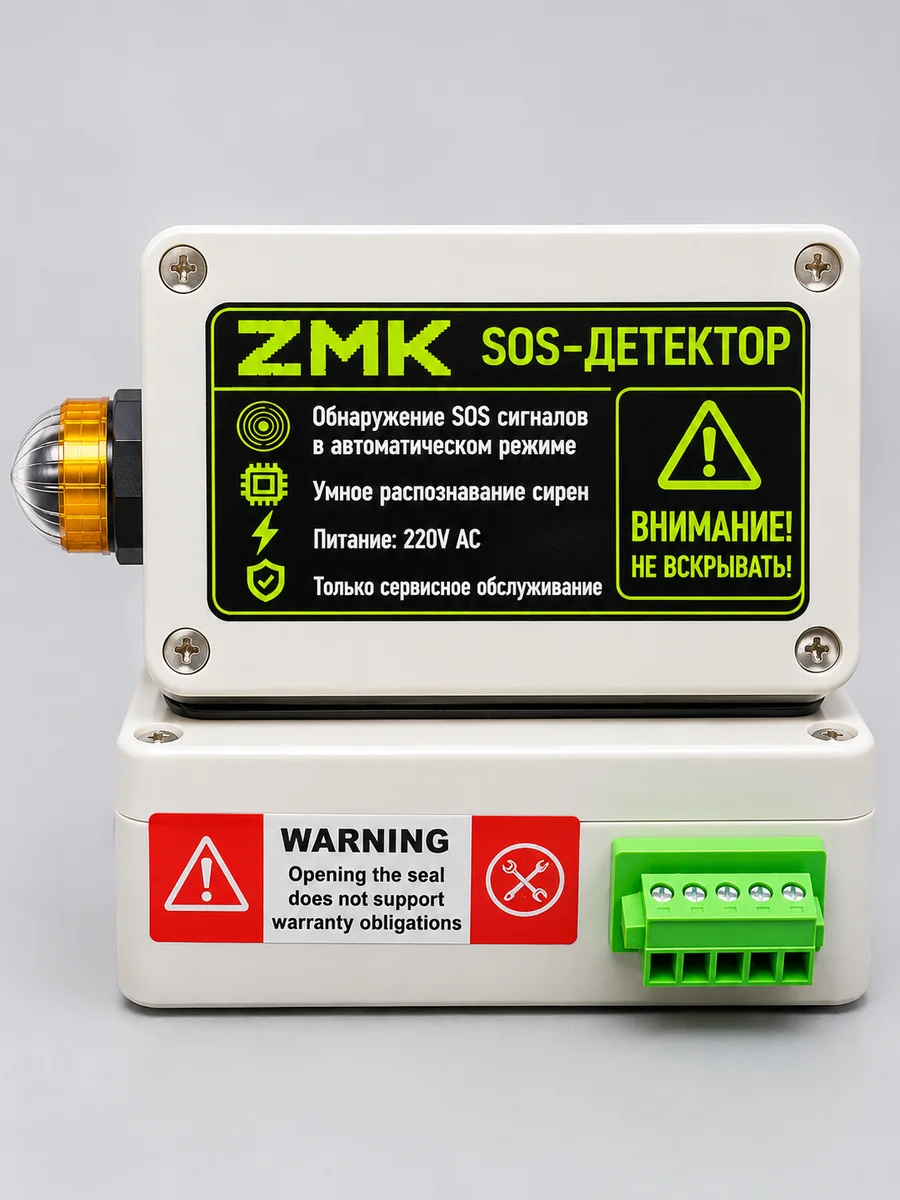 ZMK SOS-ДЕТЕКТОР
Обнаружение SOS сигналов
в автоматическом режиме
Умное распознавание сирен
Питание: 220V AC
Только сервисное обслуживание
ВНИМАНИЕ!
НЕ ВСКРЫВАТЬ!
WARNING
Opening the seal
does not support
warranty obligations